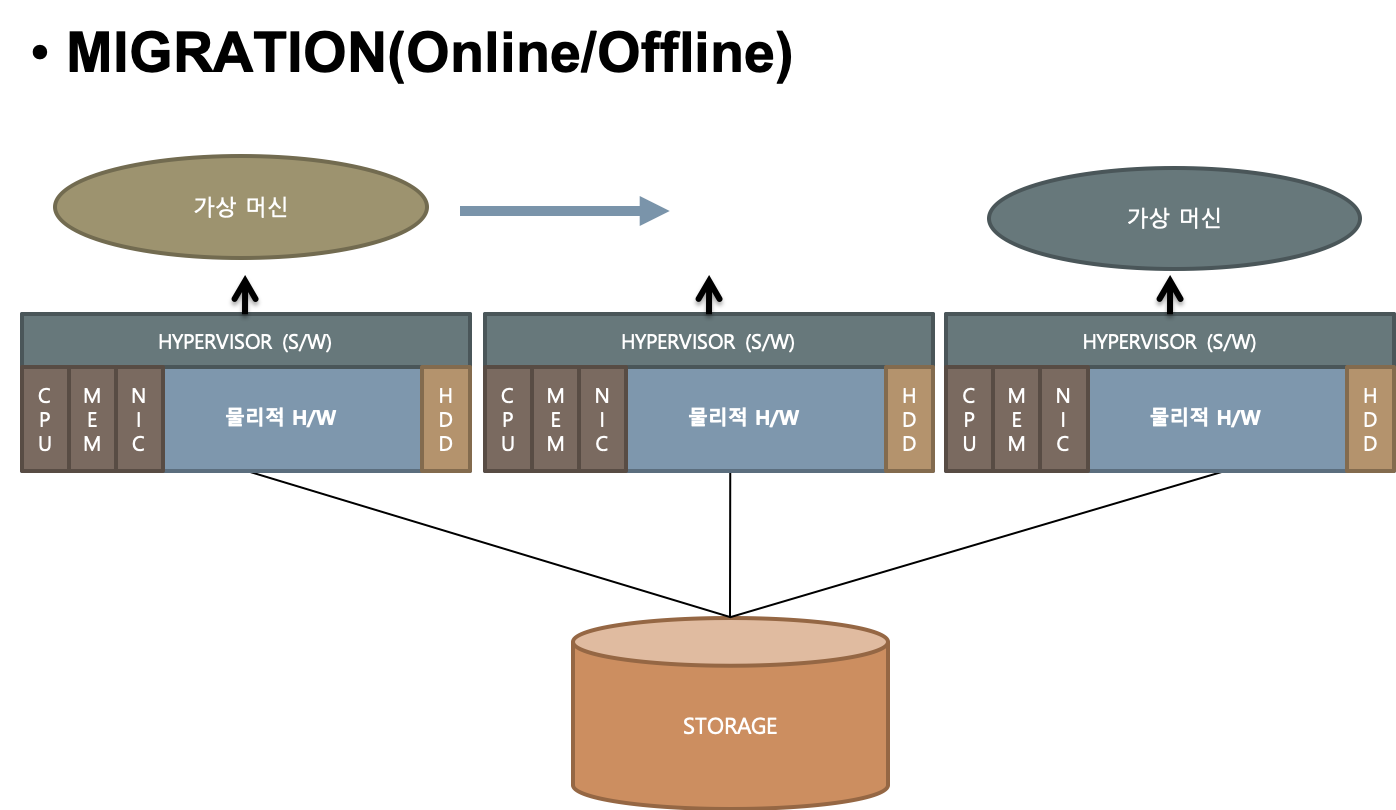 • MIGRATION(Online/Offline)
가상 머신
가상 머신
HYPERVISOR (S/W)
HYPERVISOR (S/W)
HYPERVISOR (S/W)
CPU
MEM
NIC
물리적 H/W
HDD
CPU
MEM
NIC
물리적 H/W
HDD
CPU
MEM
NIC
물리적 H/W
HDD
STORAGE